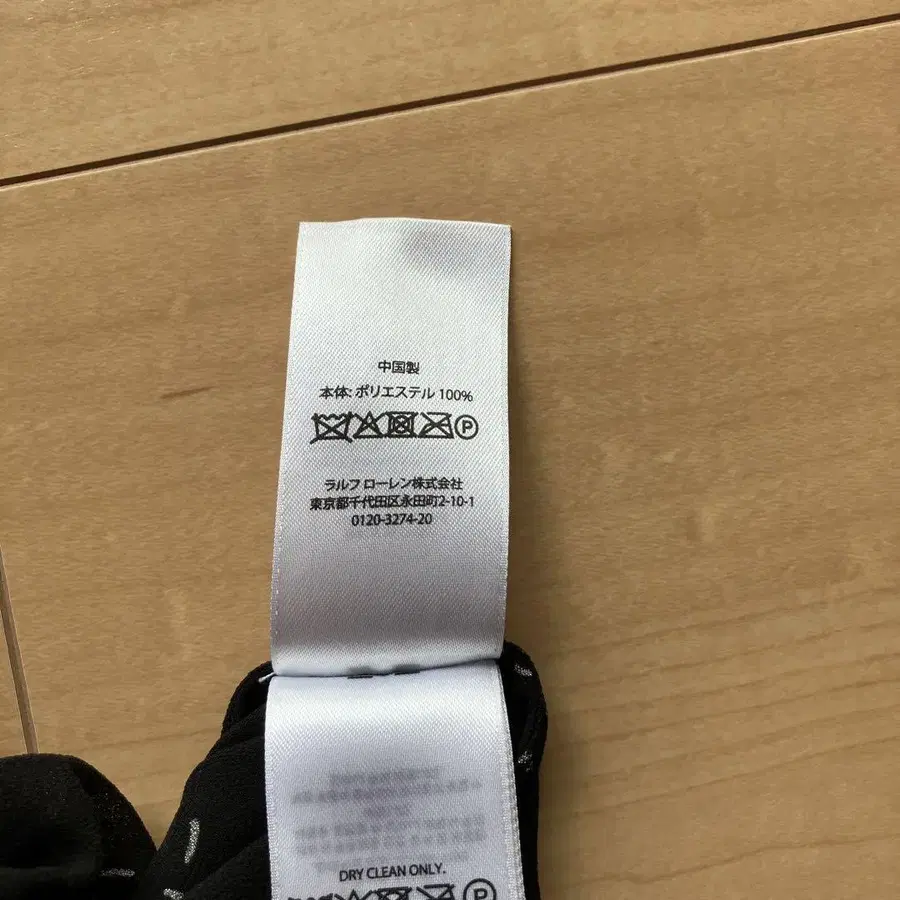 中国製
本体: ポリエステル 100%
P
ラルフ ローレン株式会社
東京都千代田区永田町2-10-1
0120-3274-20
DRY CLEAN ONLY.
P